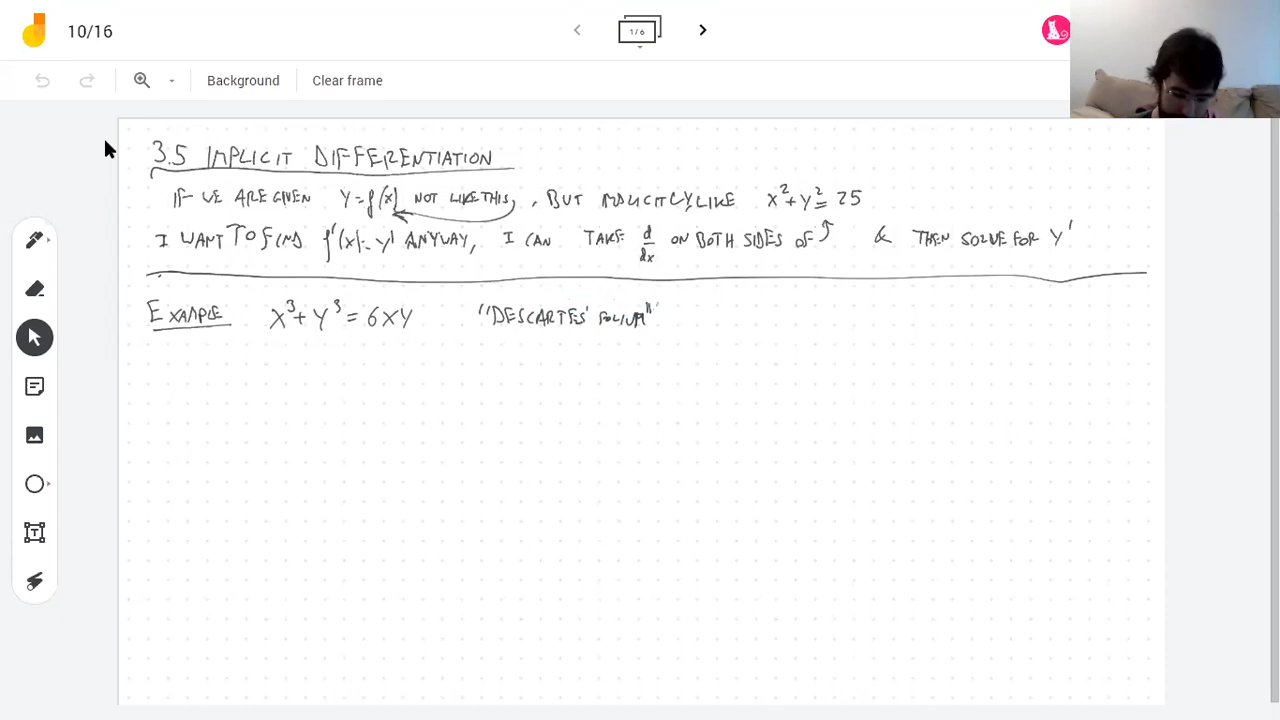 10/16
1/6
Background
Clear frame
3.5 IMPLICIT DIFFERENTIATION
IF WE ARE GIVEN Y=f(x) NOT LIKE THIS, BUT IMPLICITLY LIKE x²+y²=25
I WANT TO FIND f'(x)=y' ANYWAY, I CAN TAKE d/dx ON BOTH SIDES OF & THEN SOLVE FOR Y'
EXAMPLE X³+Y³=6XY "DESCARTES' FOLIUM"